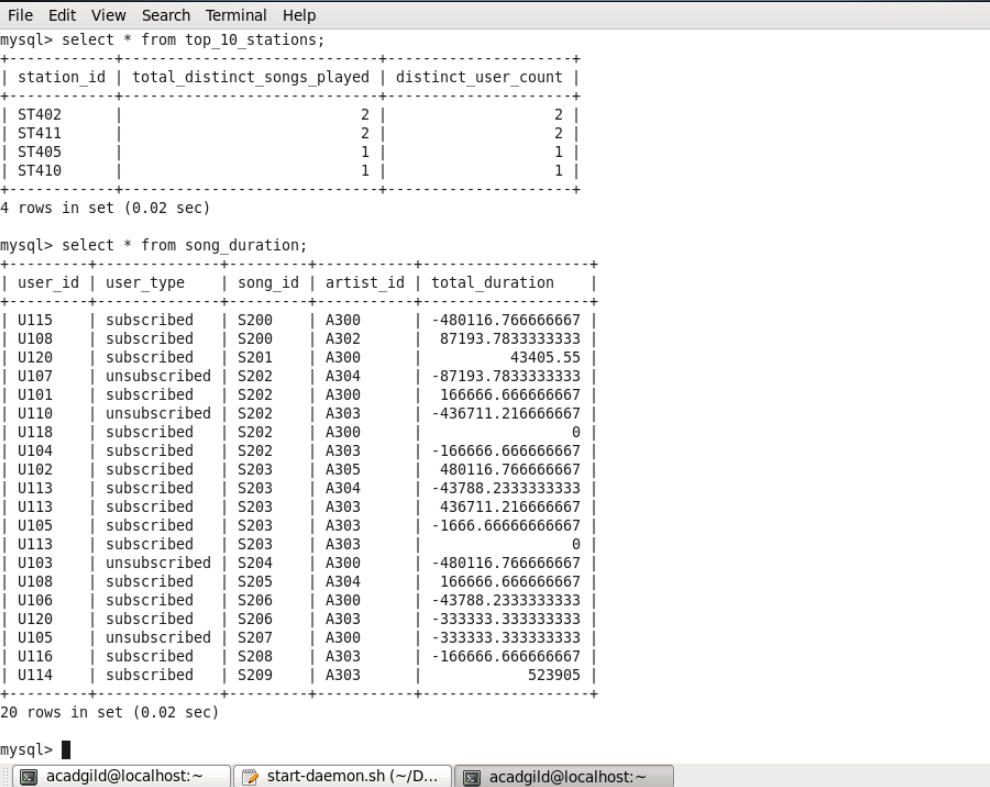 File Edit View Search Terminal Help
mysql> select * from top_10_stations;
+------------+----------------------------+---------------------+
| station_id | total_distinct_songs_played | distinct_user_count |
+------------+----------------------------+---------------------+
| ST402 | 2 | 2 |
| ST411 | 2 | 2 |
| ST405 | 1 | 1 |
| ST410 | 1 | 1 |
+------------+----------------------------+---------------------+
4 rows in set (0.02 sec)
mysql> select * from song_duration;
+---------+--------------+---------+-----------+-------------------+
| user_id | user_type | song_id | artist_id | total_duration |
+---------+--------------+---------+-----------+-------------------+
| U115 | subscribed | S200 | A300 | -480116.766666667 |
| U108 | subscribed | S200 | A302 | 87193.7833333333 |
| U120 | subscribed | S201 | A300 | 43405.55 |
| U107 | unsubscribed | S202 | A304 | -87193.7833333333 |
| U101 | subscribed | S202 | A300 | 166666.666666667 |
| U110 | unsubscribed | S202 | A303 | -436711.216666667 |
| U118 | subscribed | S202 | A300 | 0 |
| U104 | subscribed | S202 | A303 | -166666.666666667 |
| U102 | subscribed | S203 | A305 | 480116.766666667 |
| U113 | subscribed | S203 | A304 | -43788.2333333333 |
| U113 | subscribed | S203 | A303 | 436711.216666667 |
| U105 | subscribed | S203 | A303 | -1666.66666666667 |
| U113 | subscribed | S203 | A303 | 0 |
| U103 | unsubscribed | S204 | A300 | -480116.766666667 |
| U108 | subscribed | S205 | A304 | 166666.666666667 |
| U106 | subscribed | S206 | A300 | -43788.2333333333 |
| U120 | subscribed | S206 | A303 | -333333.333333333 |
| U105 | unsubscribed | S207 | A300 | -333333.333333333 |
| U116 | subscribed | S208 | A303 | -166666.666666667 |
| U114 | subscribed | S209 | A303 | 523905 |
+---------+--------------+---------+-----------+-------------------+
20 rows in set (0.02 sec)
mysql>
acadgild@localhost:~ start-daemon.sh (~/D... acadgild@localhost:~